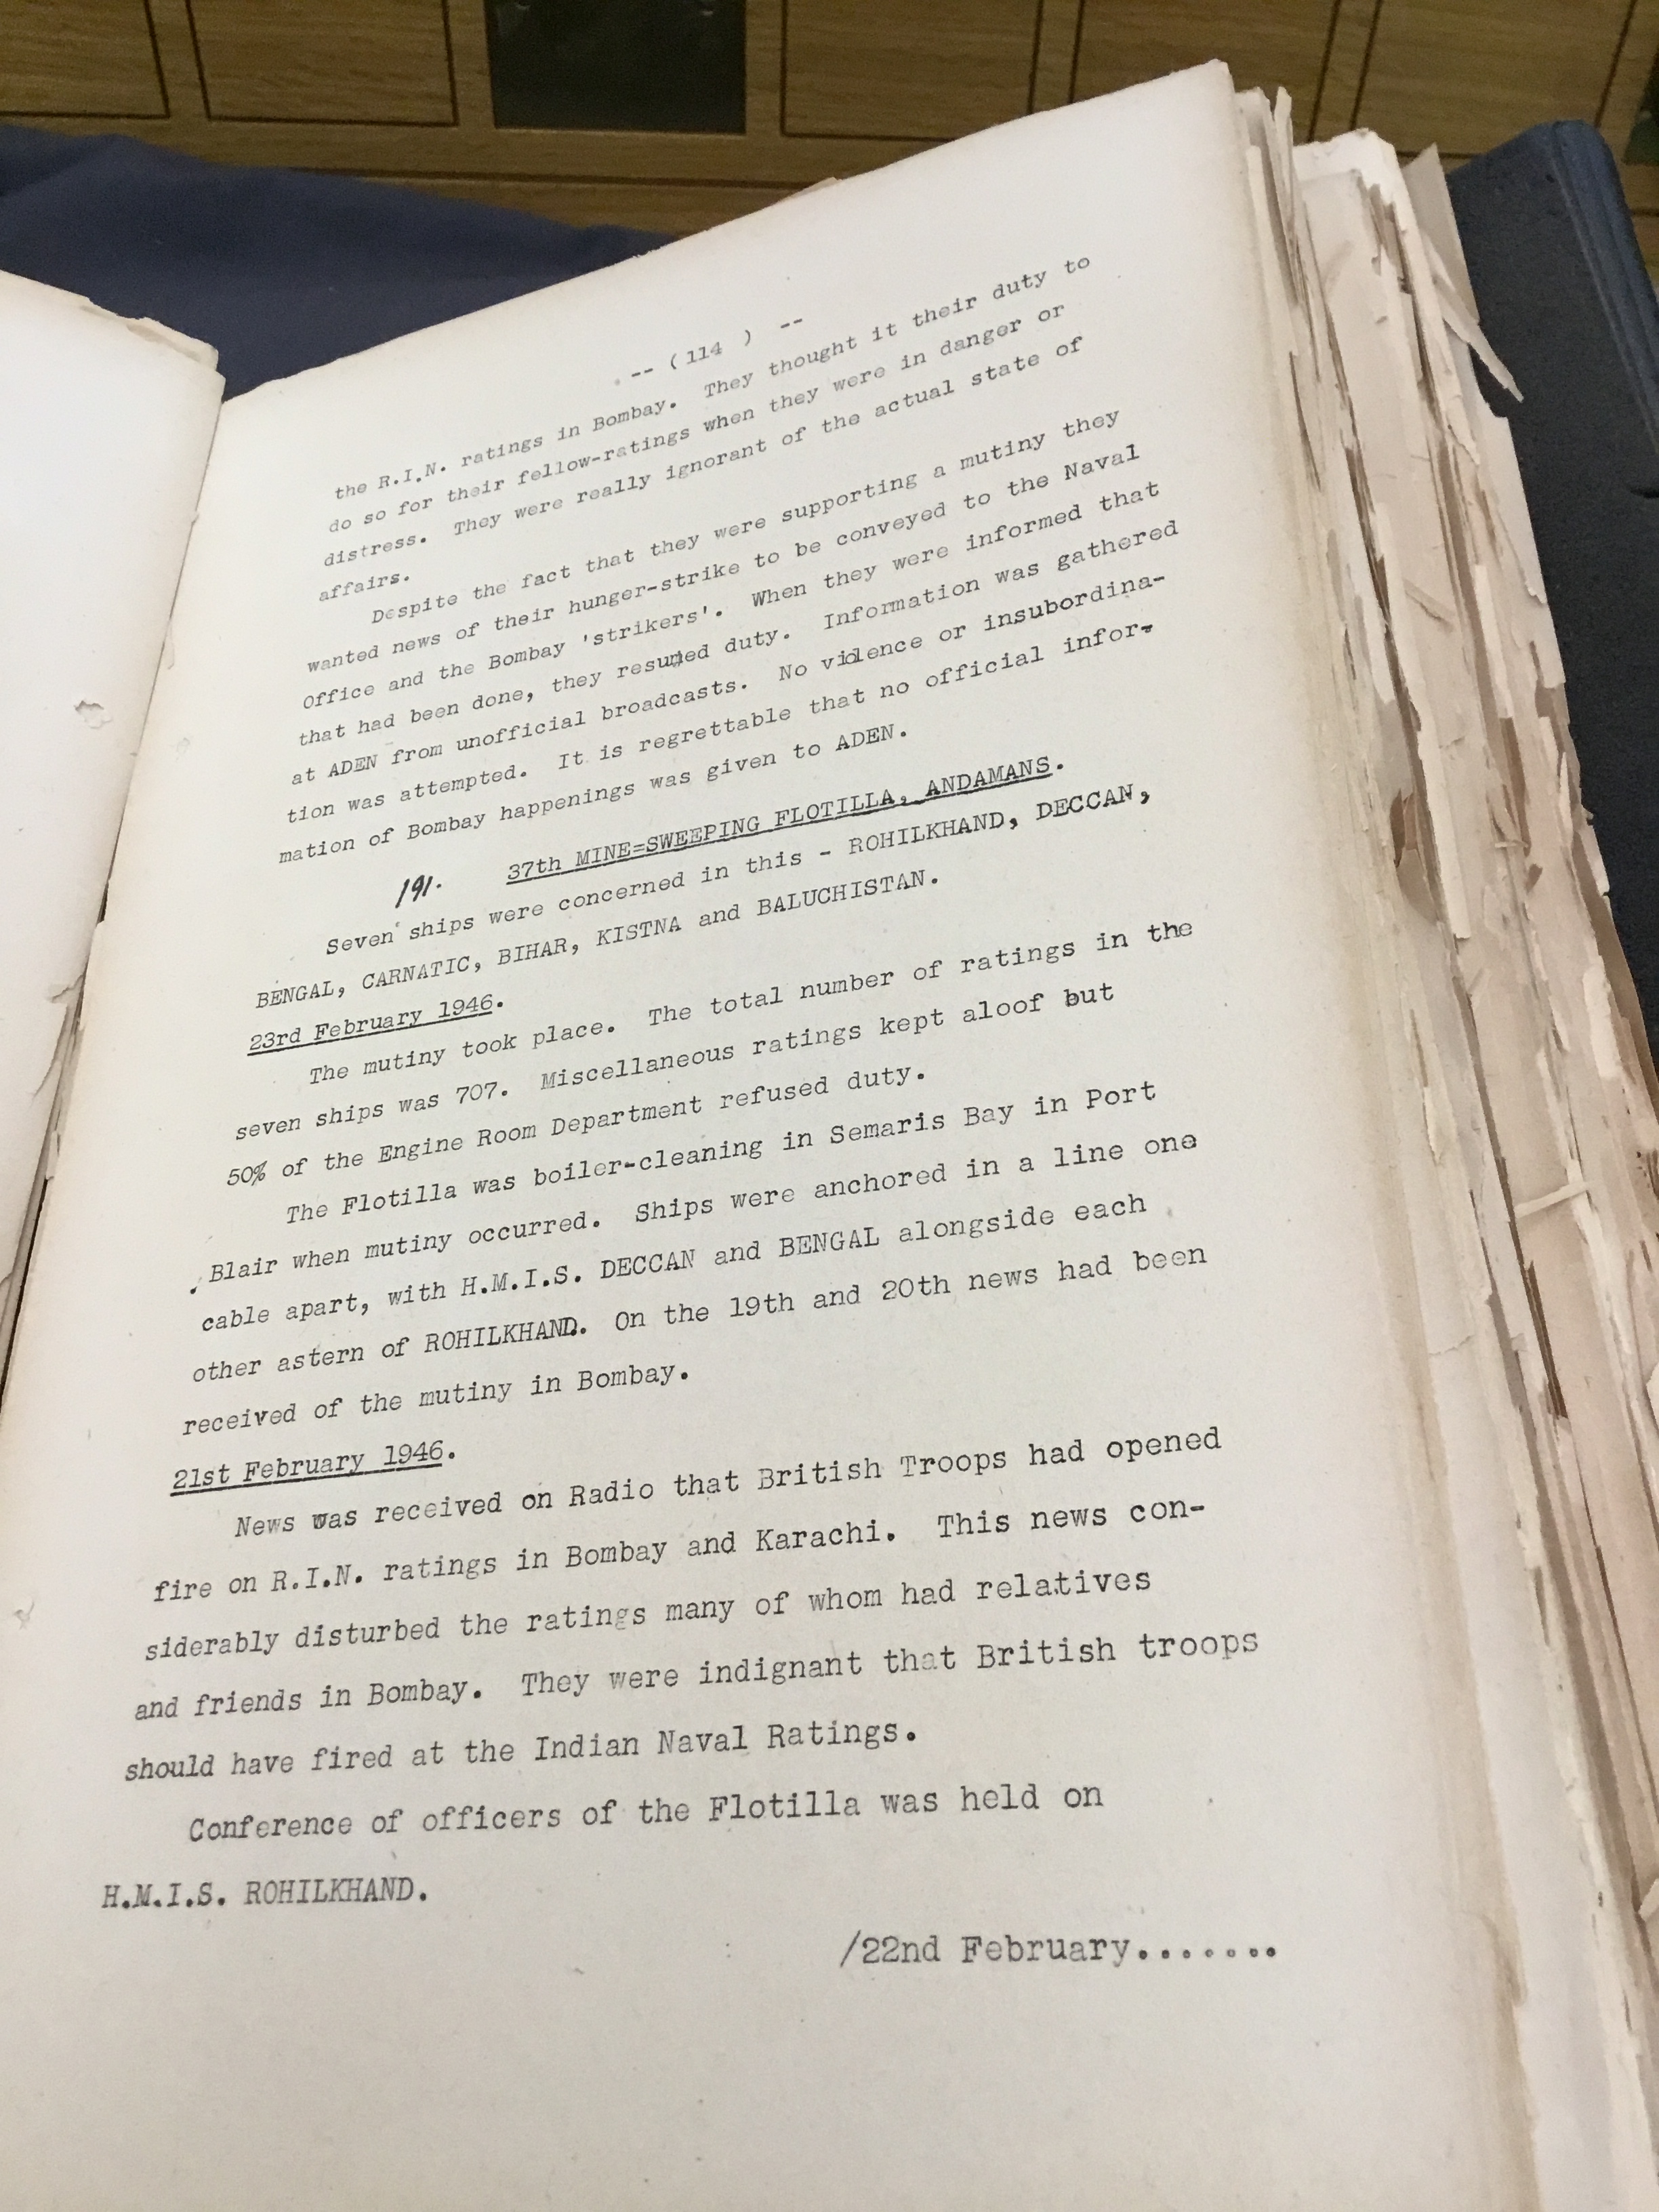 -- ( 114 ) --
the R.I.N. ratings in Bombay. They thought it their duty to
do so for their fellow-ratings when they were in danger or
distress. They were really ignorant of the actual state of
affairs.
Despite the fact that they were supporting a mutiny they
wanted news of their hunger-strike to be conveyed to the Naval
Office and the Bombay 'strikers'. When they were informed that
that had been done, they resumed duty. Information was gathered
at ADEN from unofficial broadcasts. No violence or insubordina-
tion was attempted. It is regrettable that no official infor-
mation of Bombay happenings was given to ADEN.
191. 37th MINE=SWEEPING FLOTILLA, ANDAMANS.
Seven ships were concerned in this - ROHILKHAND, DECCAN,
BENGAL, CARNATIC, BIHAR, KISTNA and BALUCHISTAN.
23rd February 1946.
The mutiny took place. The total number of ratings in the
seven ships was 707. Miscellaneous ratings kept aloof but
50% of the Engine Room Department refused duty.
The Flotilla was boiler-cleaning in Semaris Bay in Port
Blair when mutiny occurred. Ships were anchored in a line one
cable apart, with H.M.I.S. DECCAN and BENGAL alongside each
other astern of ROHILKHAND. On the 19th and 20th news had been
received of the mutiny in Bombay.
21st February 1946.
News was received on Radio that British Troops had opened
fire on R.I.N. ratings in Bombay and Karachi. This news con-
siderably disturbed the ratings many of whom had relatives
and friends in Bombay. They were indignant that British troops
should have fired at the Indian Naval Ratings.
Conference of officers of the Flotilla was held on
H.M.I.S. ROHILKHAND.
/22nd February.......